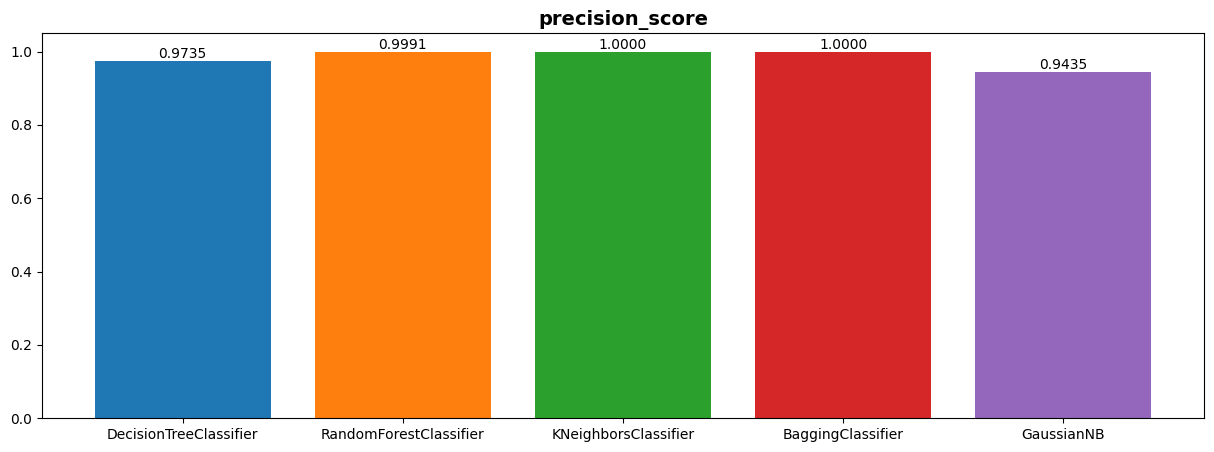 precision_score
0.9735
0.9991
1.0000
1.0000
0.9435
1.0
0.8
0.6
0.4
0.2
0.0
DecisionTreeClassifier
RandomForestClassifier
KNeighborsClassifier
BaggingClassifier
GaussianNB